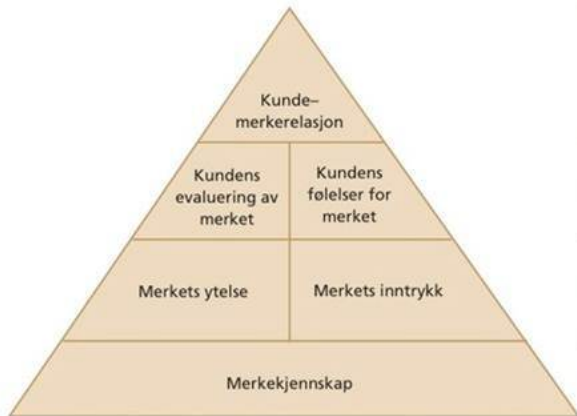 Kunde–
merkerelasjon
Kundens
evaluering av
merket
Kundens
følelser for
merket
Merkets ytelse
Merkets inntrykk
Merkekjennskap